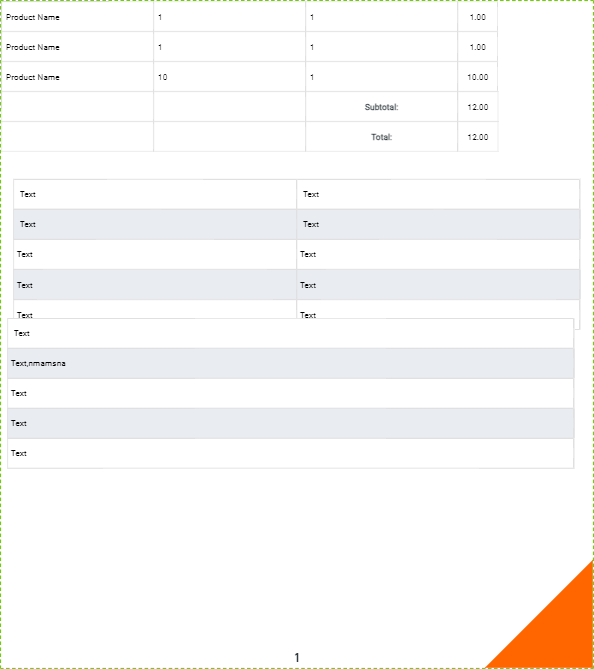 Product Name 1 1 1.00
Product Name 1 1 1.00
Product Name 10 1 10.00
Subtotal: 12.00
Total: 12.00
Text Text
Text Text
Text Text
Text Text
Text Text
Text
Text,nmamsna
Text
Text
Text
1